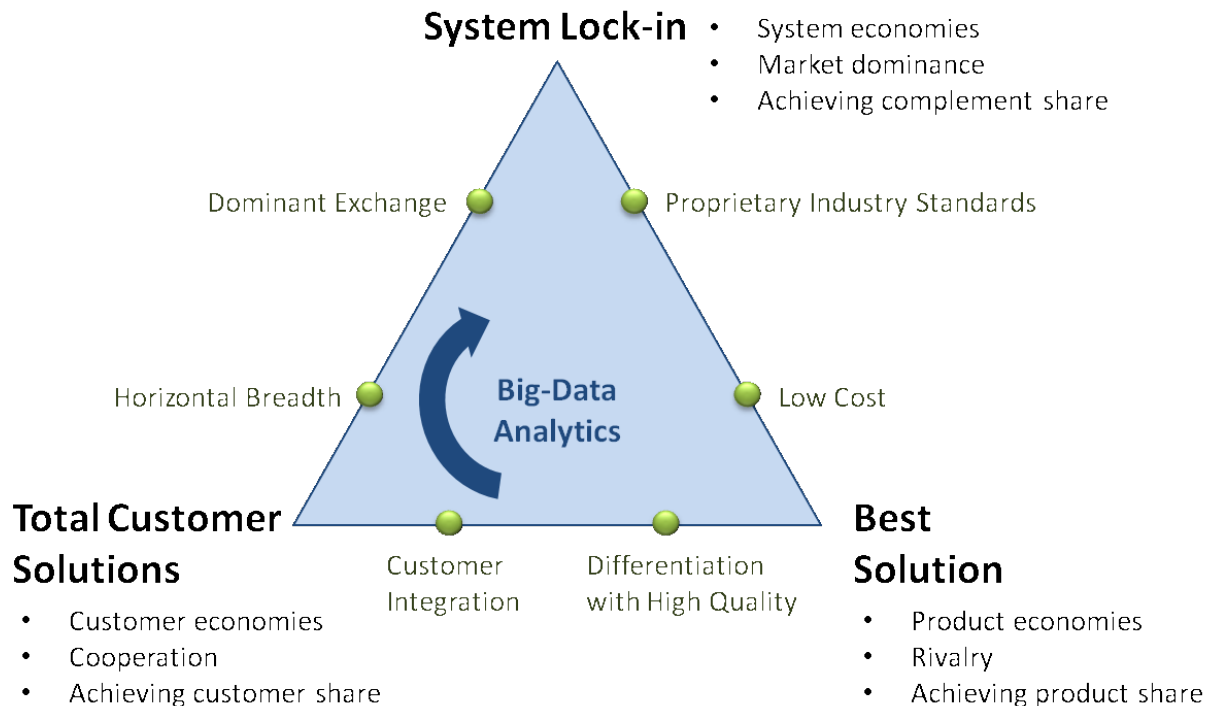 System Lock-in
• System economies
• Market dominance
• Achieving complement share
Dominant Exchange
Proprietary Industry Standards
Horizontal Breadth
Big-Data
Analytics
Low Cost
Total Customer
Solutions
• Customer economies
• Cooperation
• Achieving customer share
Customer
Integration
Differentiation
with High Quality
Best
Solution
• Product economies
• Rivalry
• Achieving product share